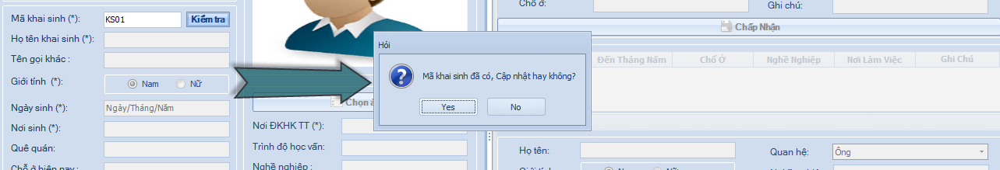 Mã khai sinh (*):
KS01
Kiểm tra
Họ tên khai sinh (*):
Tên gọi khác :
Giới tính (*):
Nam
Nữ
Ngày sinh (*):
Ngày/Tháng/Năm
Nơi sinh (*):
Quê quán:
Chỗ ở hiện nay :
Chọn
Nơi ĐKHK TT (*):
Trình độ học vấn:
Nghề nghiệp :
Hỏi
Mã khai sinh đã có, Cập nhật hay không?
Yes
No
Chỗ ở:
Ghi chú:
Chấp Nhận
Đến Tháng Năm
Chỗ Ở
Nghề Nghiệp
Nơi Làm Việc
Ghi Chú
Họ tên:
Quan hệ:
Ông
Giới tính
Nam
Nữ